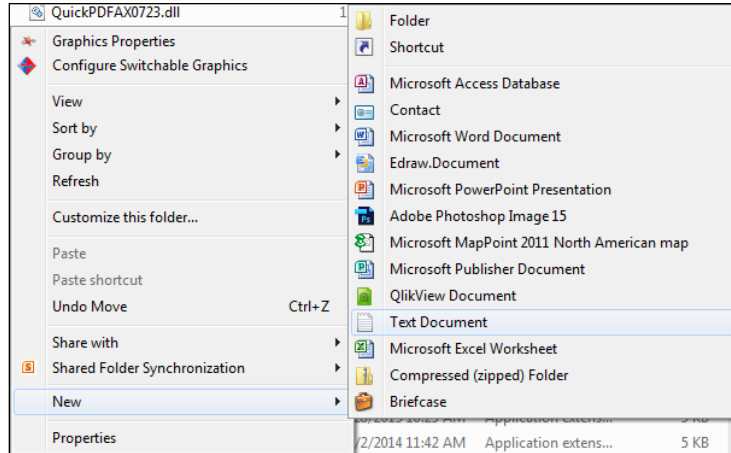 QuickPDFAX0723.dll 1
Graphics Properties
Configure Switchable Graphics
View
Sort by
Group by
Refresh
Customize this folder...
Paste
Paste shortcut
Undo Move Ctrl+Z
Share with
Shared Folder Synchronization
New
Properties
Folder
Shortcut
Microsoft Access Database
Contact
Microsoft Word Document
Edraw.Document
Microsoft PowerPoint Presentation
Adobe Photoshop Image 15
Microsoft MapPoint 2011 North American map
Microsoft Publisher Document
QlikView Document
Text Document
Microsoft Excel Worksheet
Compressed (zipped) Folder
Briefcase
/2/2014 11:42 AM Application extens... 5 KB